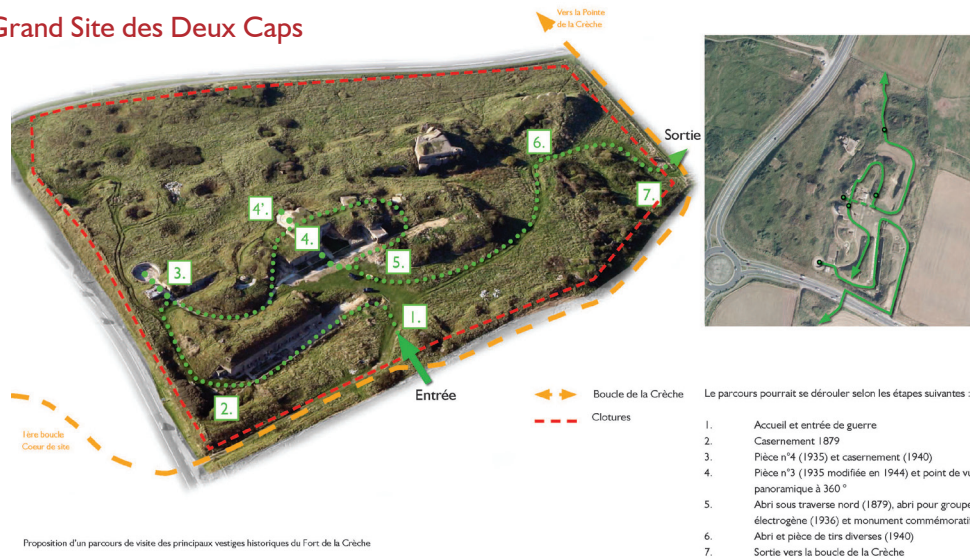 Grand Site des Deux Caps
Vers la Pointe
de la Crèche
Sortie
6.
7.
4'.
4.
5.
3.
1.
Entrée
2.
1ère boucle
Coeur de site
Boucle de la Crèche
Clotures
Le parcours pourrait se dérouler selon les étapes suivantes :
1. Accueil et entrée de guerre
2. Casernement 1879
3. Pièce n°4 (1935) et casernement (1940)
4. Pièce n°3 (1935 modifiée en 1944) et point de vu
panoramique à 360 °
5. Abri sous traverse nord (1879), abri pour groupe
électrogène (1936) et monument commémoratif
6. Abri et pièce de tirs diverses (1940)
7. Sortie vers la boucle de la Crèche
Proposition d'un parcours de visite des principaux vestiges historiques du Fort de la Crèche